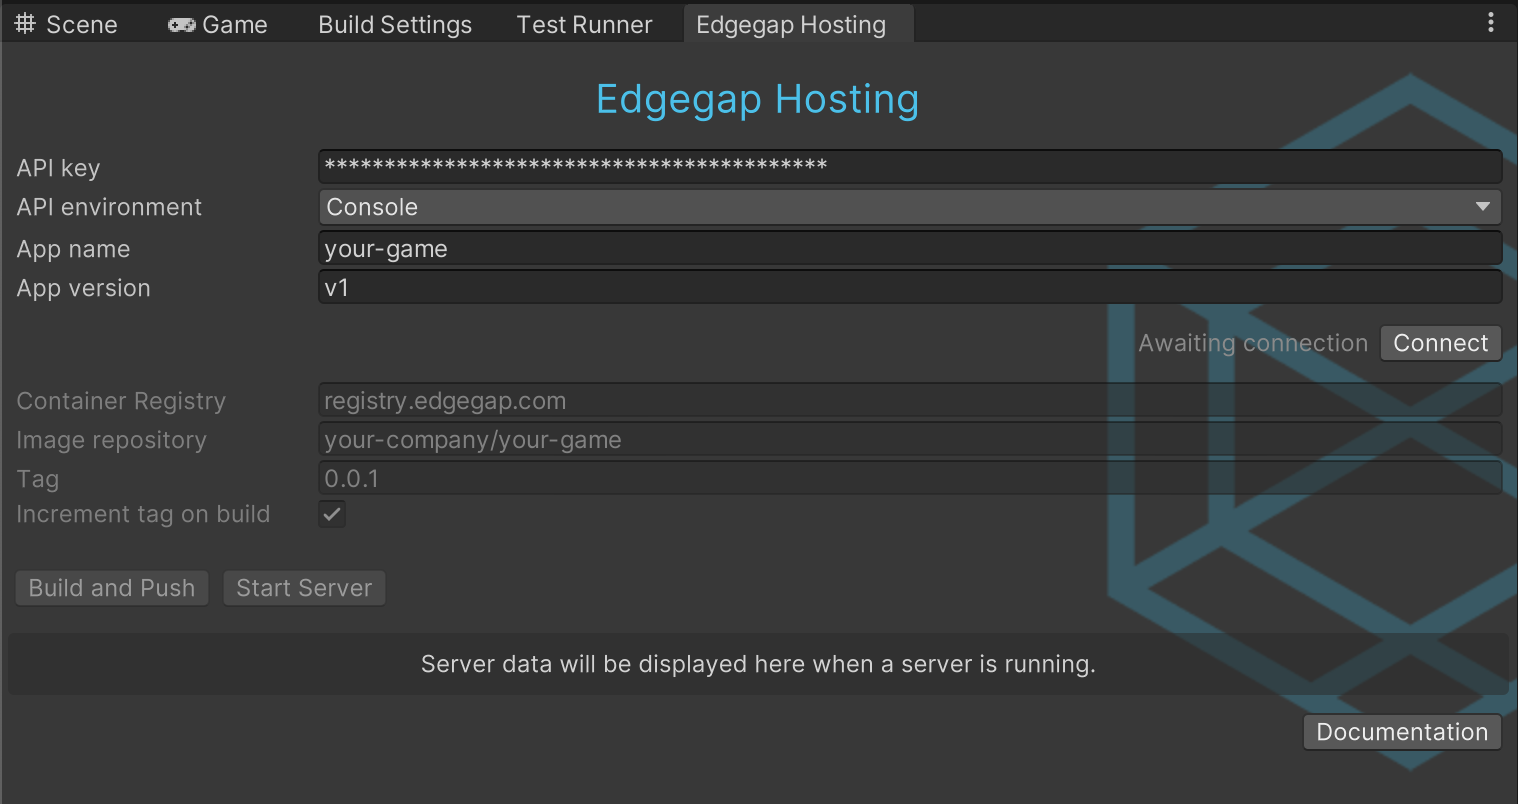 Scene Game Build Settings Test Runner Edgegap Hosting
Edgegap Hosting
API key ******************************************
API environment Console
App name your-game
App version v1
Awaiting connection Connect
Container Registry registry.edgegap.com
Image repository your-company/your-game
Tag 0.0.1
Increment tag on build
Build and Push Start Server
Server data will be displayed here when a server is running.
Documentation